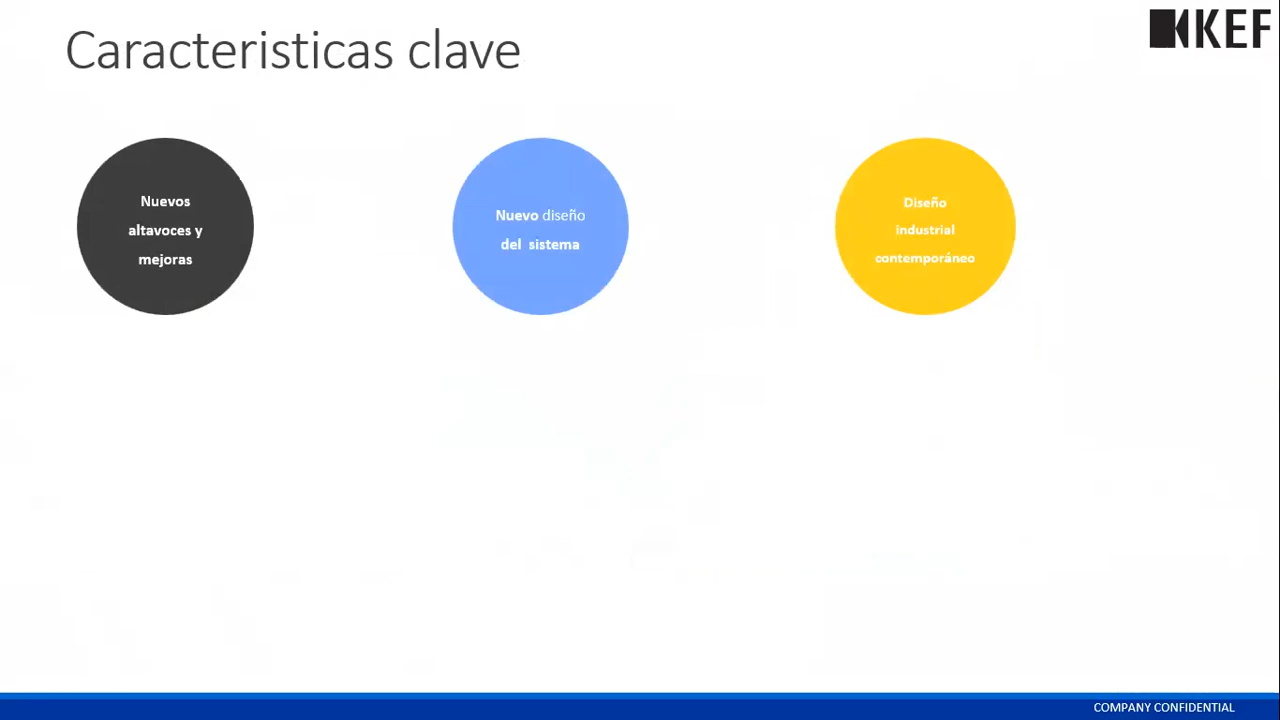 Caracteristicas clave
KEF
Nuevos
altavoces y
mejoras
Nuevo diseño
del sistema
Diseño
industrial
contemporáneo
COMPANY CONFIDENTIAL